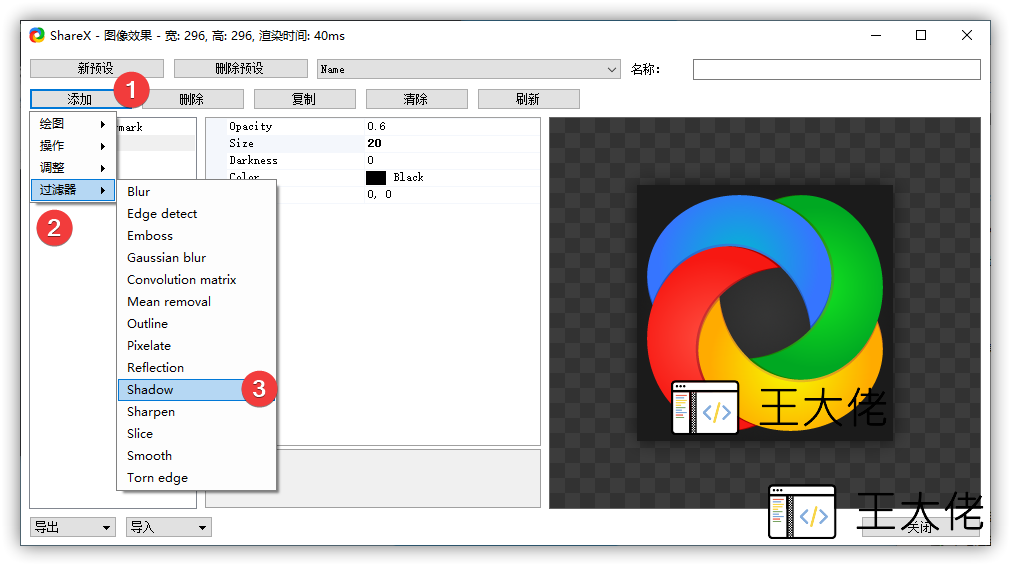 ShareX - 图像效果 - 宽: 296, 高: 296, 渲染时间: 40ms
新预设 删除预设 Name 名称:
添加 1 删除 复制 清除 刷新
绘图
操作
调整
过滤器
2
Blur
Edge detect
Emboss
Gaussian blur
Convolution matrix
Mean removal
Outline
Pixelate
Reflection
Shadow 3
Sharpen
Slice
Smooth
Torn edge
Opacity 0.6
Size 20
Darkness 0
Color Black
0, 0
</> 王大佬
</> 王大佬
导出 导入 关闭